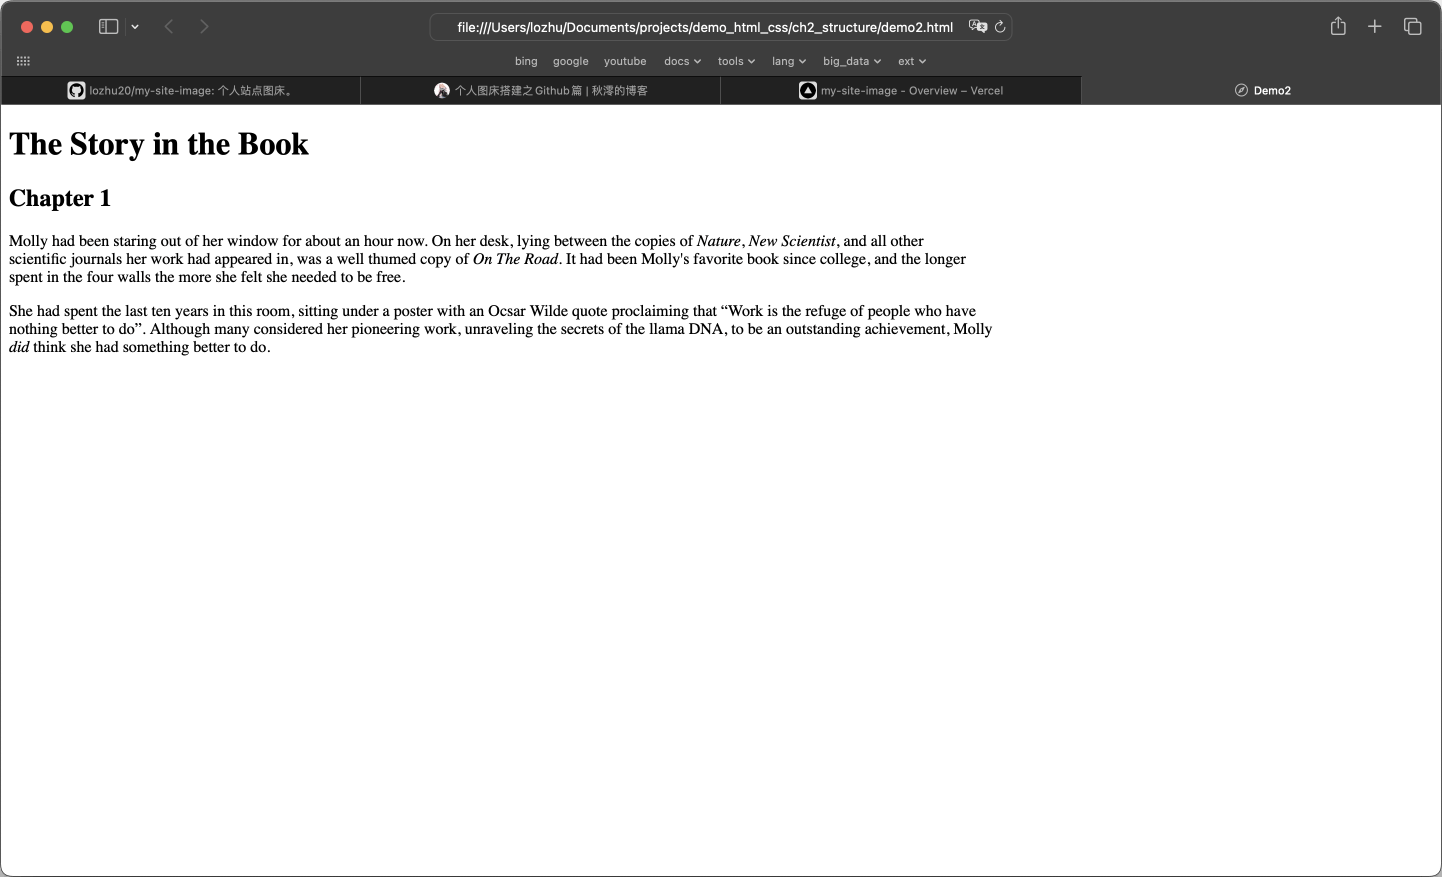 file:///Users/lozhu/Documents/projects/demo_html_css/ch2_structure/demo2.html
bing google youtube docs tools lang big_data ext
lozhu20/my-site-image: 个人站点图床。 个人图床搭建之Github篇 | 秋澪的博客 my-site-image - Overview – Vercel Demo2
The Story in the Book
Chapter 1
Molly had been staring out of her window for about an hour now. On her desk, lying between the copies of Nature, New Scientist, and all other
scientific journals her work had appeared in, was a well thumed copy of On The Road. It had been Molly's favorite book since college, and the longer
spent in the four walls the more she felt she needed to be free.
She had spent the last ten years in this room, sitting under a poster with an Ocsar Wilde quote proclaiming that “Work is the refuge of people who have
nothing better to do”. Although many considered her pioneering work, unraveling the secrets of the llama DNA, to be an outstanding achievement, Molly
did think she had something better to do.